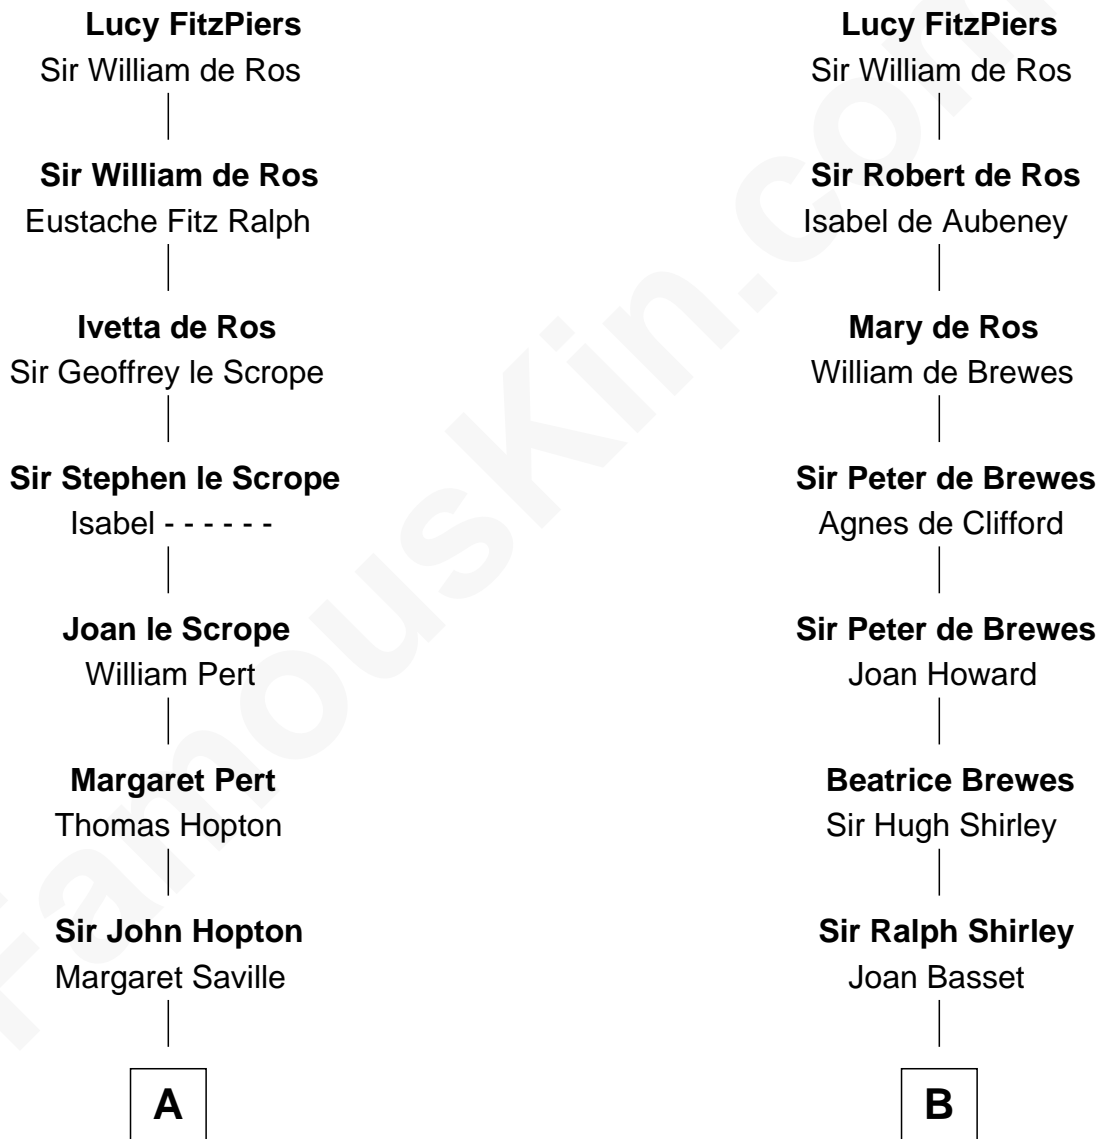 Lucy FitzPiers
Sir William de Ros
Sir William de Ros
Eustache Fitz Ralph
Ivetta de Ros
Sir Geoffrey le Scrope
Sir Stephen le Scrope
Isabel - - - - - -
Joan le Scrope
William Pert
Margaret Pert
Thomas Hopton
Sir John Hopton
Margaret Saville
A
Lucy FitzPiers
Sir William de Ros
Sir Robert de Ros
Isabel de Aubeney
Mary de Ros
William de Brewes
Sir Peter de Brewes
Agnes de Clifford
Sir Peter de Brewes
Joan Howard
Beatrice Brewes
Sir Hugh Shirley
Sir Ralph Shirley
Joan Basset
B
FamousKin.com